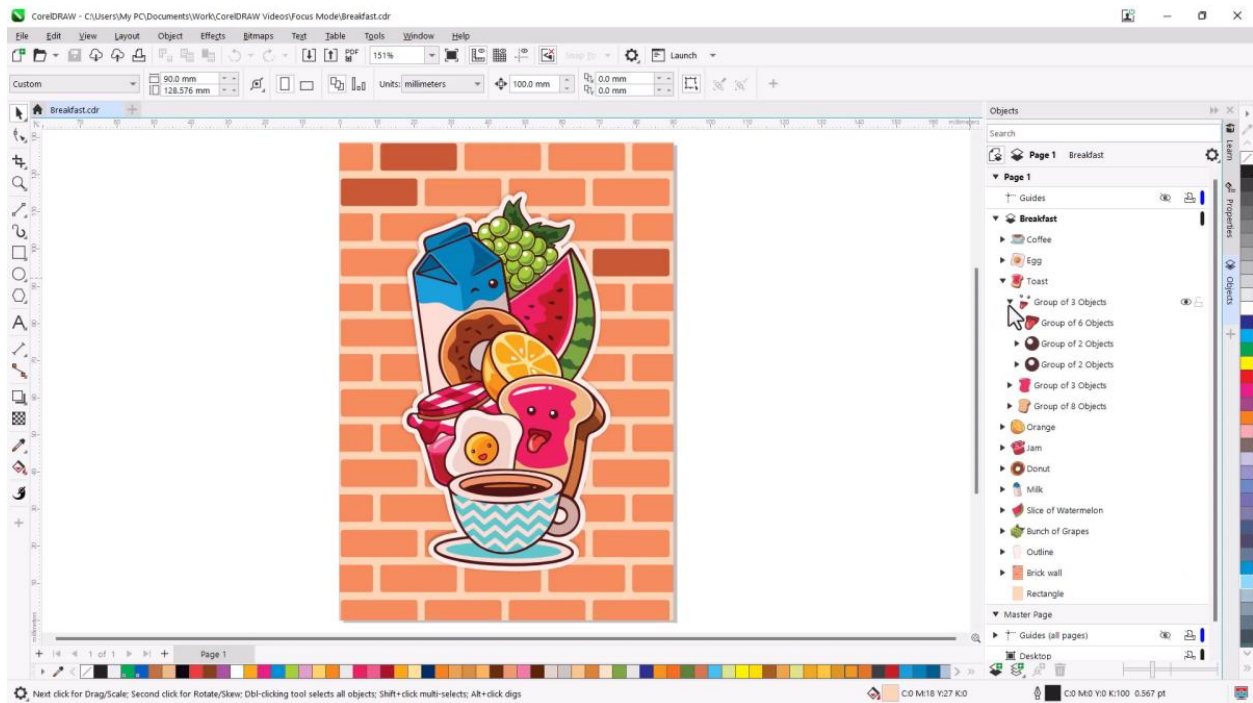 CorelDRAW - C:\Users\My PC\Documents\Work\CorelDRAW Videos\Focus Mode\Breakfast.cdr
File Edit View Layout Object Effects Bitmaps Text Table Tools Window Help
PDF 151% Snap To Launch
Custom 90.0 mm 128.576 mm Units: millimeters 100.0 mm 0.0 mm 0.0 mm
Breakfast.cdr
millimeters
Objects
Search
Page 1 Breakfast
Page 1
Guides
Breakfast
Coffee
Egg
Toast
Group of 3 Objects
Group of 6 Objects
Group of 2 Objects
Group of 2 Objects
Group of 3 Objects
Group of 8 Objects
Orange
Jam
Donut
Milk
Slice of Watermelon
Bunch of Grapes
Outline
Brick wall
Rectangle
Master Page
Guides (all pages)
Desktop
Learn
Properties
Objects
1 of 1 Page 1
Next click for Drag/Scale; Second click for Rotate/Skew; Dbl-clicking tool selects all objects; Shift+click multi-selects; Alt+click digs
C:0 M:18 Y:27 K:0
C:0 M:0 Y:0 K:100 0.567 pt